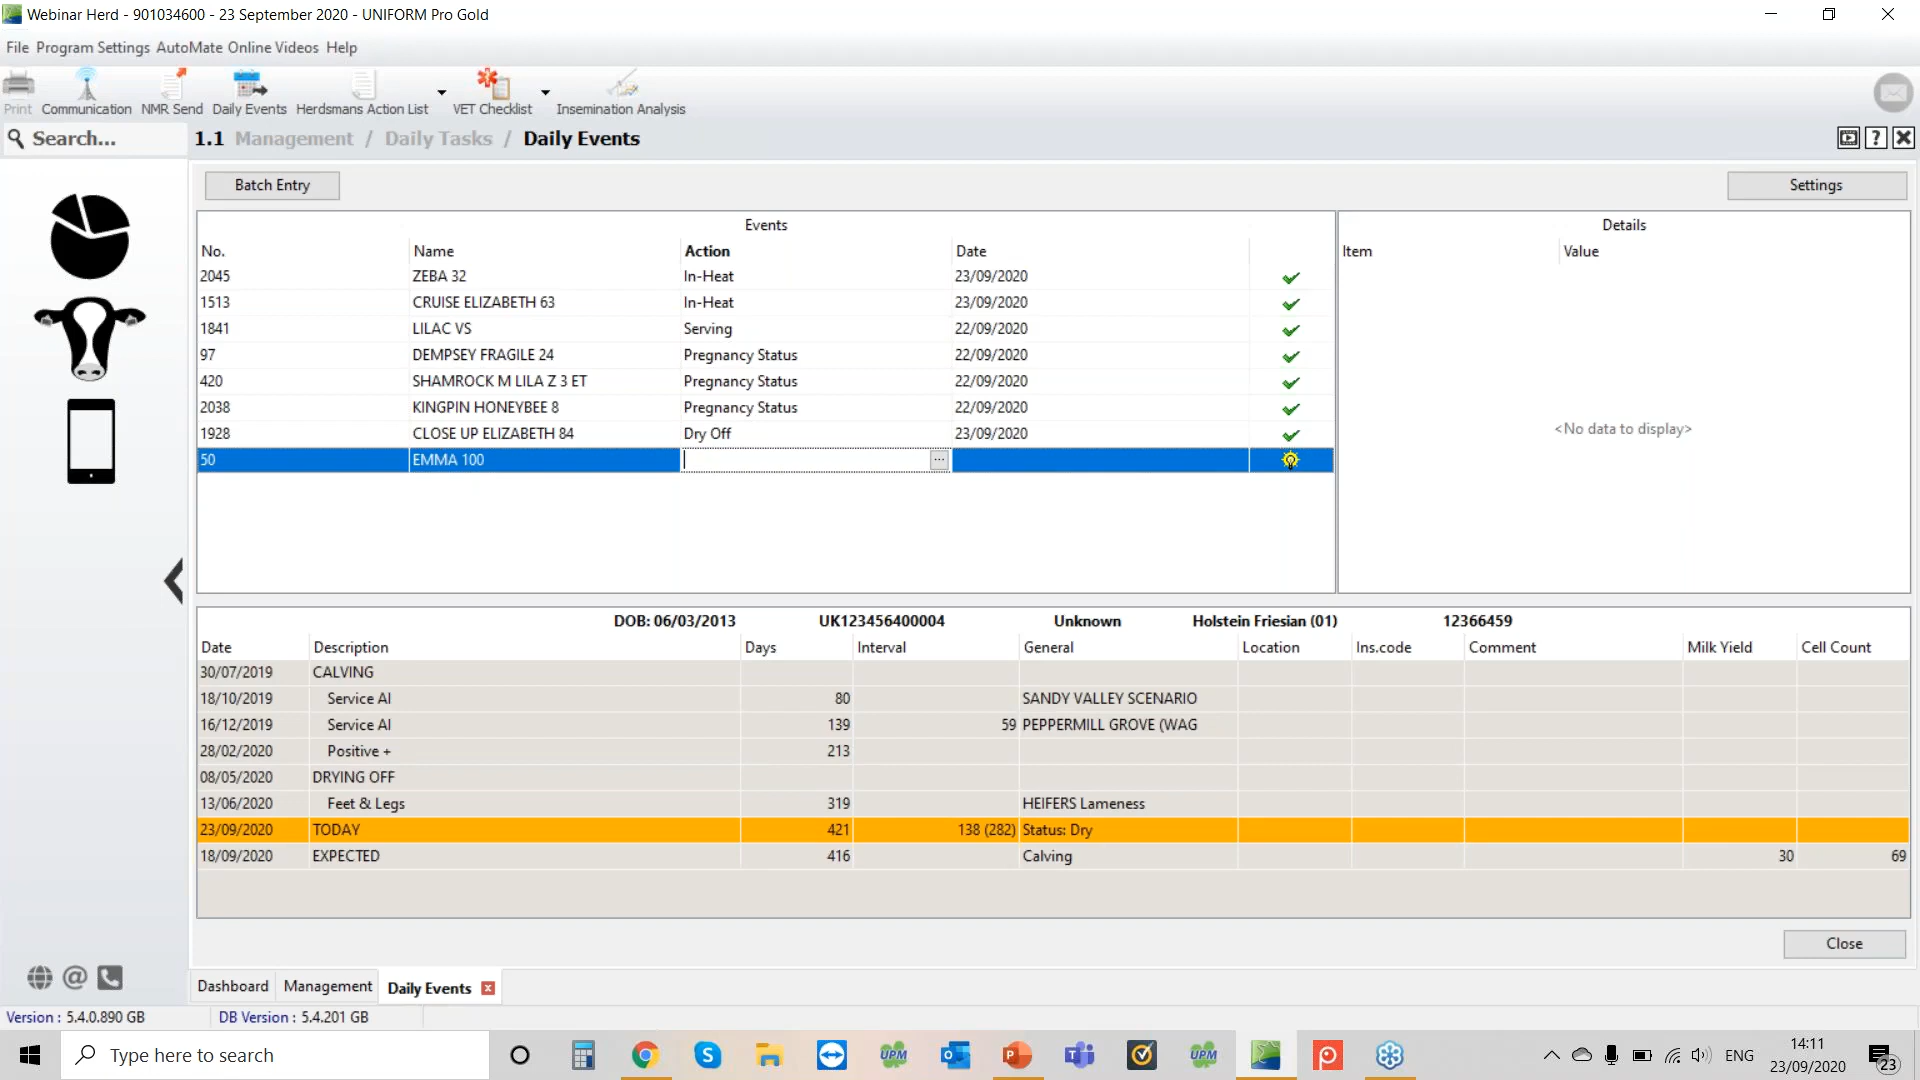 Webinar Herd - 901034600 - 23 September 2020 - UNIFORM Pro Gold
File Program Settings AutoMate Online Videos Help
Print Communication NMR Send Daily Events Herdsmans Action List VET Checklist Insemination Analysis
Search... 1.1 Management / Daily Tasks / Daily Events
Batch Entry Settings
Events Details
No. Name Action Date Item Value
2045 ZEBA 32 In-Heat 23/09/2020
1513 CRUISE ELIZABETH 63 In-Heat 23/09/2020
1841 LILAC VS Serving 22/09/2020
97 DEMPSEY FRAGILE 24 Pregnancy Status 22/09/2020
420 SHAMROCK M LILA Z 3 ET Pregnancy Status 22/09/2020
2038 KINGPIN HONEYBEE 8 Pregnancy Status 22/09/2020
<No data to display>
1928 CLOSE UP ELIZABETH 84 Dry Off 23/09/2020
50 EMMA 100 ...
DOB: 06/03/2013 UK123456400004 Unknown Holstein Friesian (01) 12366459
Date Description Days Interval General Location Ins.code Comment Milk Yield Cell Count
30/07/2019 CALVING
18/10/2019 Service AI 80 SANDY VALLEY SCENARIO
16/12/2019 Service AI 139 59 PEPPERMILL GROVE (WAG
28/02/2020 Positive + 213
08/05/2020 DRYING OFF
13/06/2020 Feet & Legs 319 HEIFERS Lameness
23/09/2020 TODAY 421 138 (282) Status: Dry
18/09/2020 EXPECTED 416 Calving 30 69
Close
Dashboard Management Daily Events
Version : 5.4.0.890 GB DB Version : 5.4.201 GB
Type here to search
UPM UPM
ENG
14:11
23/09/2020
23